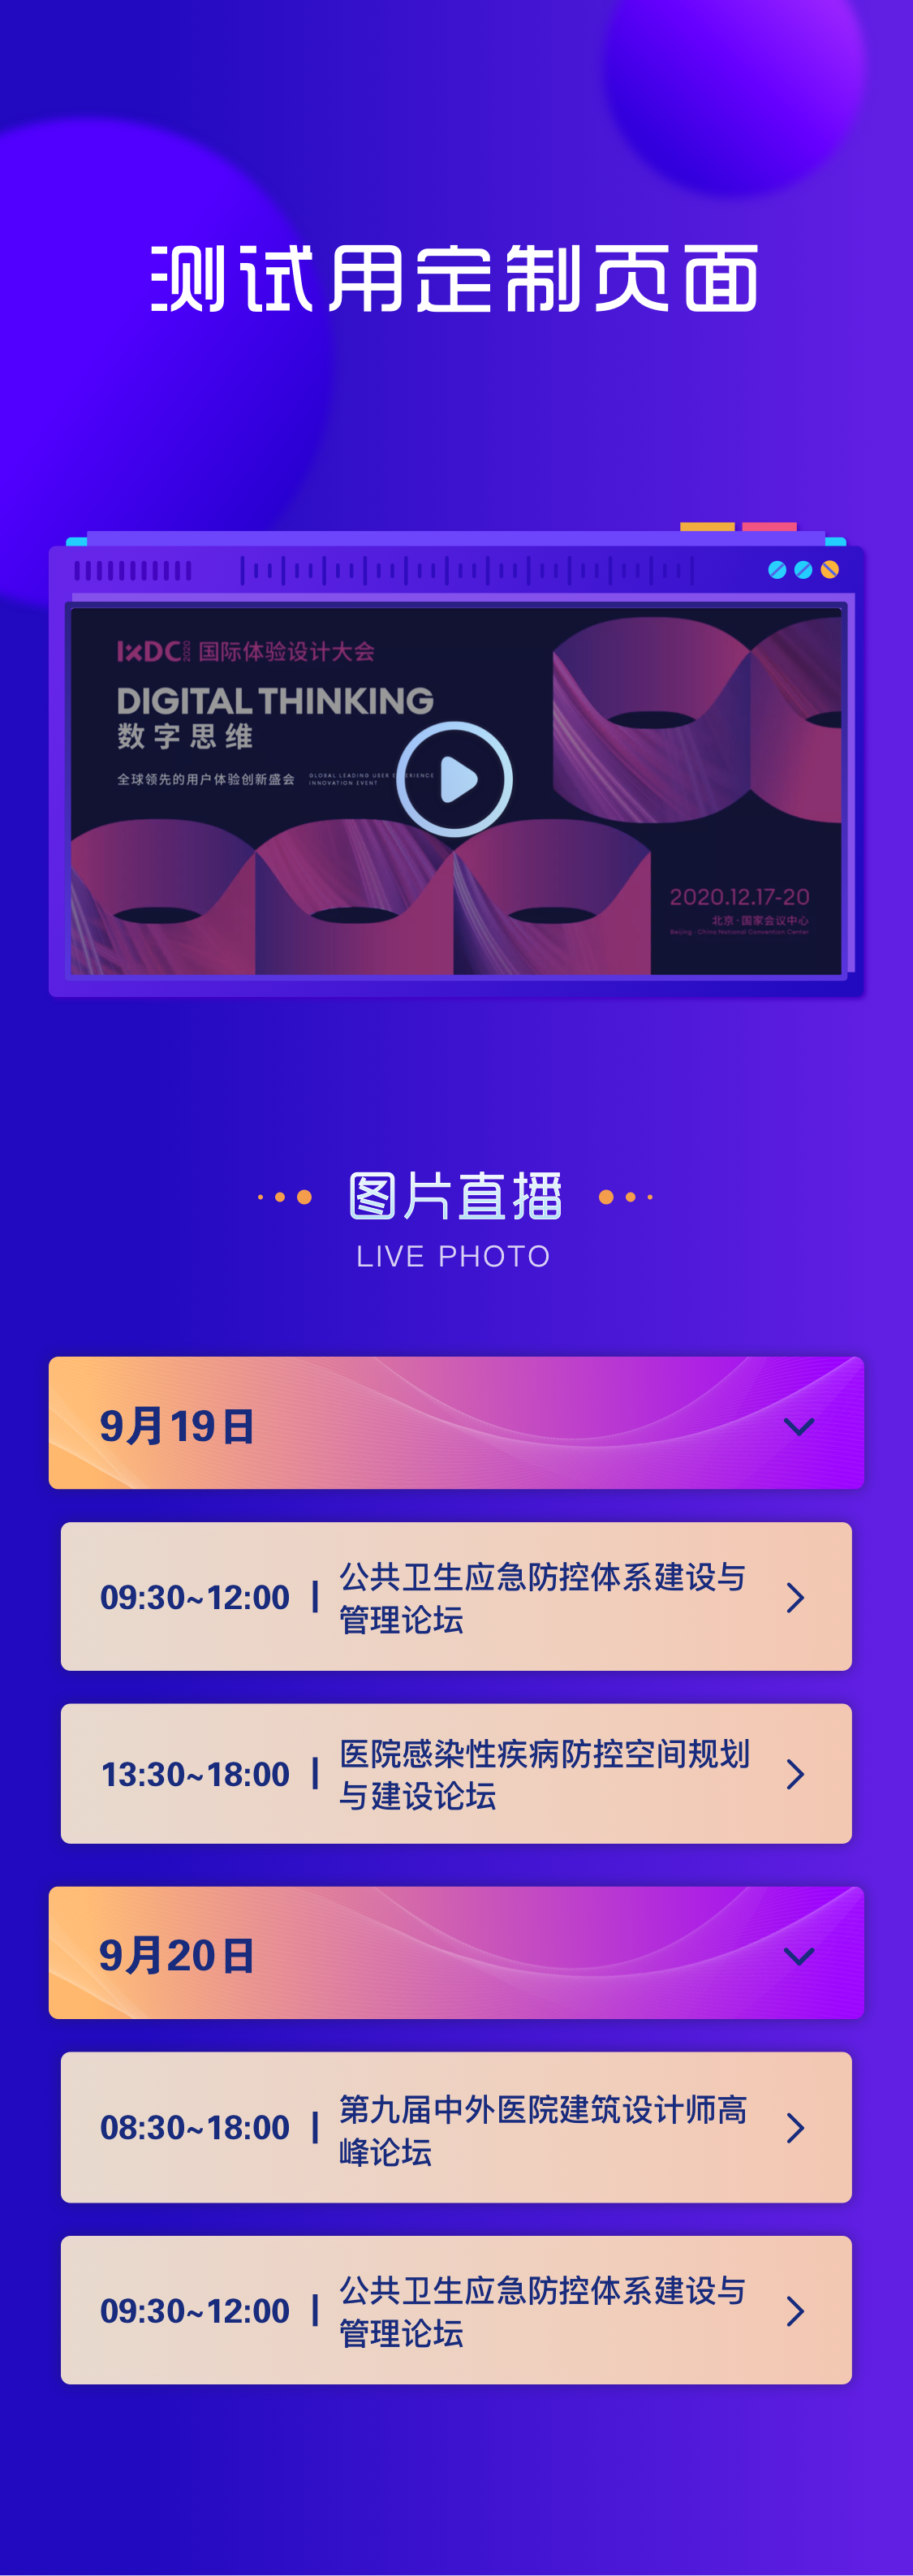 测试用定制页面
IXDC 2020 国际体验设计大会
DIGITAL THINKING
数字思维
全球领先的用户体验创新盛会
GLOBAL LEADING USER EXPERIENCE
INNOVATION EVENT
2020.12.17-20
北京·国家会议中心
Beijing · China National Convention Center
图片直播
LIVE PHOTO
9月19日
09:30~12:00 | 公共卫生应急防控体系建设与
管理论坛
13:30~18:00 | 医院感染性疾病防控空间规划
与建设论坛
9月20日
08:30~18:00 | 第九届中外医院建筑设计师高
峰论坛
09:30~12:00 | 公共卫生应急防控体系建设与
管理论坛